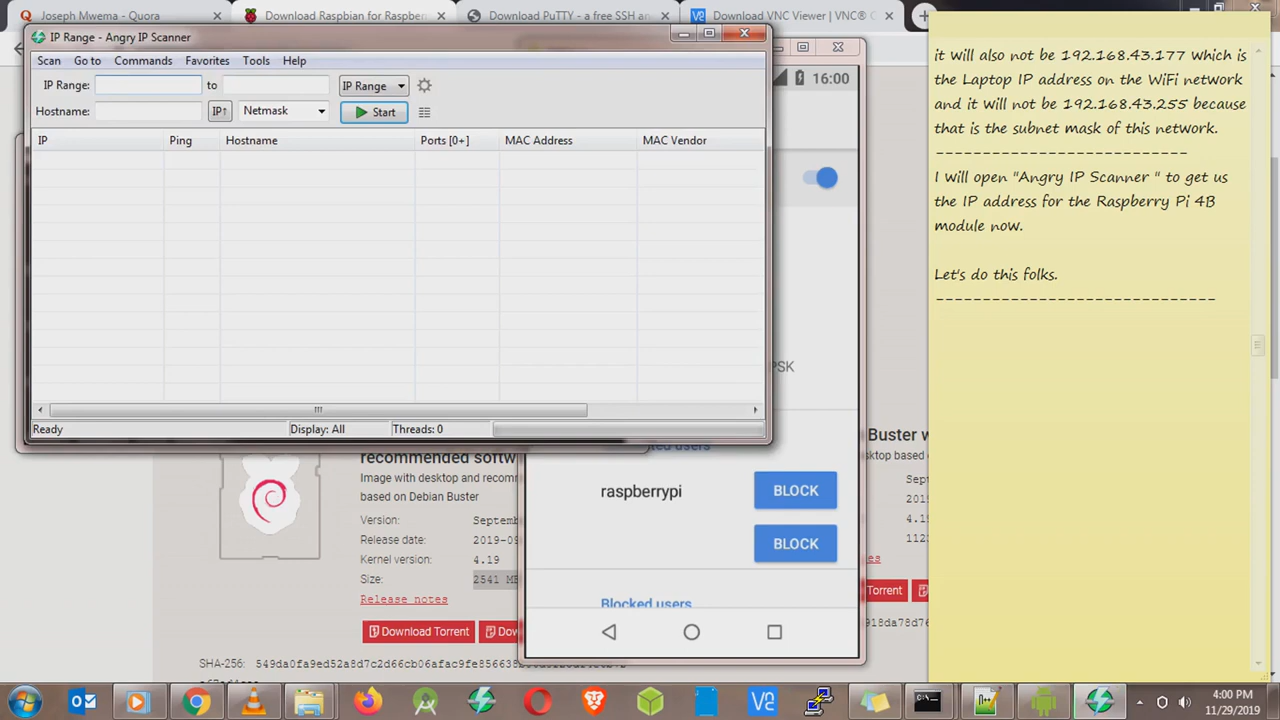 Joseph Mwema - Quora
Download Raspbian for Raspber
Download PuTTY - a free SSH an
Download VNC Viewer | VNC®
IP Range - Angry IP Scanner
Scan Go to Commands Favorites Tools Help
IP Range: to IP Range
Hostname: IP↑ Netmask Start
IP Ping Hostname Ports [0+] MAC Address MAC Vendor
Ready Display: All Threads: 0
16:00
PSK
raspberrypi BLOCK
BLOCK
Blocked users
Image with desktop and recomm
based on Debian Buster
Version: Septemb
Release date: 2019-09
Kernel version: 4.19
Size: 2541 M
Release notes
Download Torrent
SHA-256:
Buster w
Torrent
it will also not be 192.168.43.177 which is
the Laptop IP address on the WiFi network
and it will not be 192.168.43.255 because
that is the subnet mask of this network.
---------------------------
I will open "Angry IP Scanner " to get us
the IP address for the Raspberry Pi 4B
module now.
Let's do this folks.
------------------------------
4:00 PM
11/29/2019